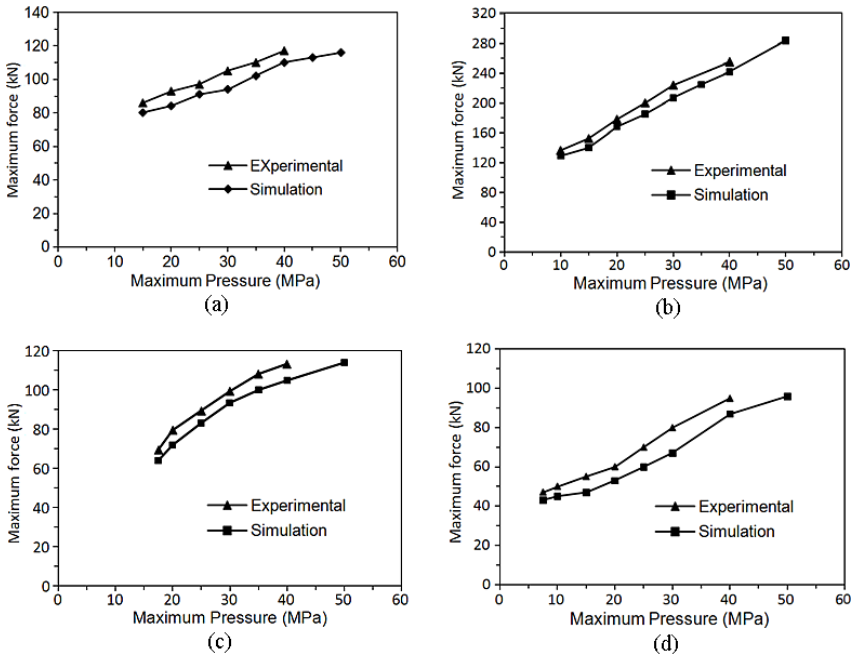 140
120
100
80
60
40
20
0
Maximum force (kN)
EXperimental
Simulation
0 10 20 30 40 50 60
Maximum Pressure (MPa)
(a)
320
280
240
200
160
120
80
40
0
Maximum force (kN)
Experimental
Simulation
0 10 20 30 40 50 60
Maximum Pressure (MPa)
(b)
120
100
80
60
40
20
0
Maximum force (kN)
Experimental
Simulation
0 10 20 30 40 50 60
Maximum Pressure (MPa)
(c)
120
100
80
60
40
20
0
Maximum force (kN)
Experimental
Simulation
0 10 20 30 40 50 60
Maximum Pressure (MPa)
(d)